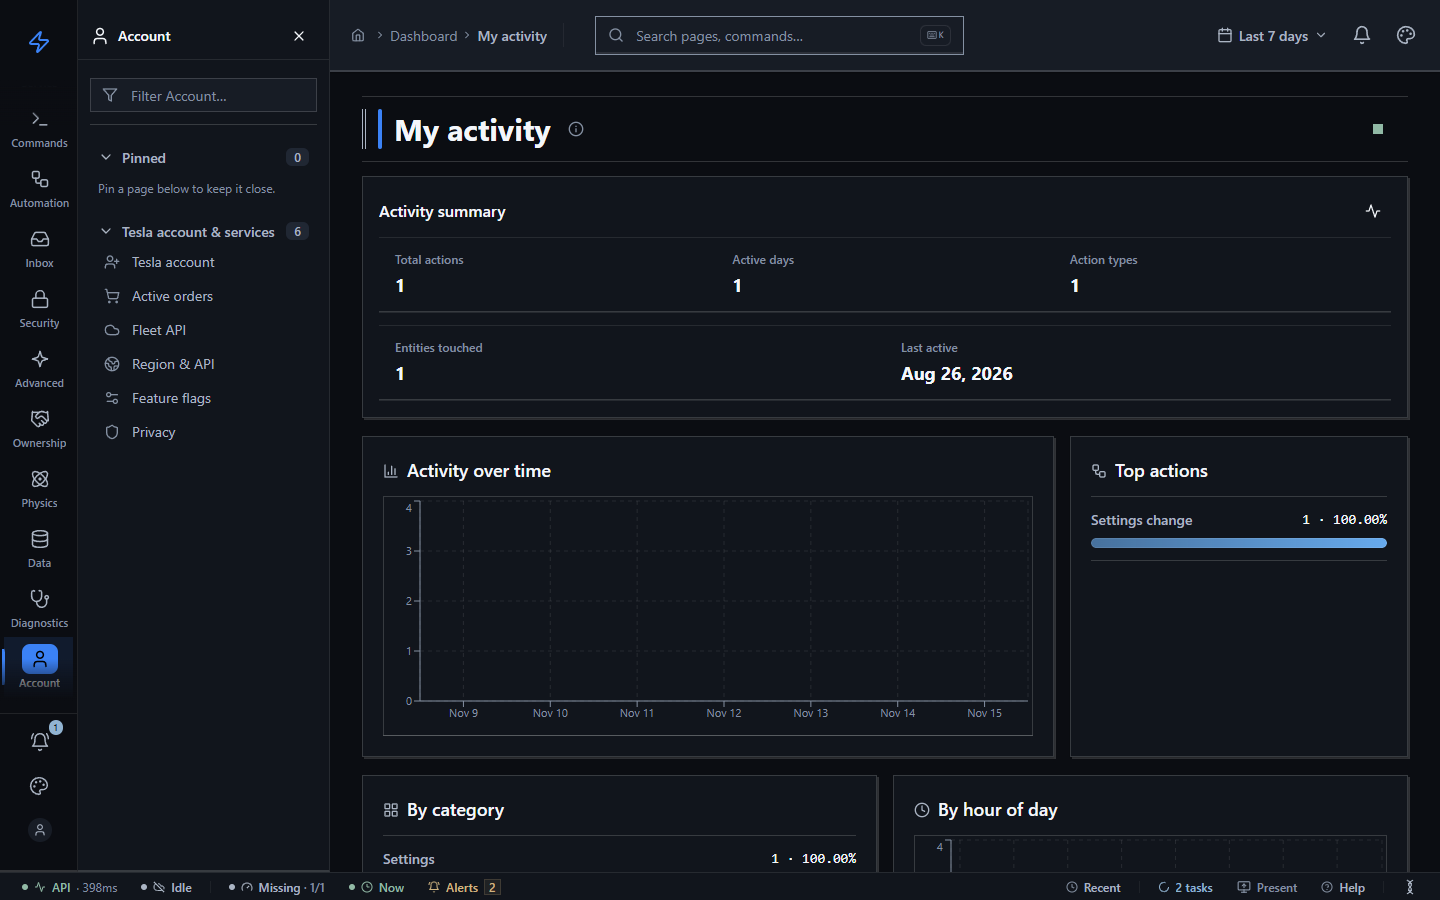 Commands
Automation
Inbox
Security
Advanced
Ownership
Physics
Data
Diagnostics
Account
1
Account
Filter Account...
Pinned 0
Pin a page below to keep it close.
Tesla account & services 6
Tesla account
Active orders
Fleet API
Region & API
Feature flags
Privacy
Dashboard My activity
Search pages, commands... K
Last 7 days
My activity
Activity summary
Total actions
1
Active days
1
Action types
1
Entities touched
1
Last active
Aug 26, 2026
Activity over time
4
3
2
1
0
Nov 9 Nov 10 Nov 11 Nov 12 Nov 13 Nov 14 Nov 15
Top actions
Settings change 1 · 100.00%
By category
Settings 1 · 100.00%
By hour of day
4
API · 398ms Idle Missing · 1/1 Now Alerts 2 Recent 2 tasks Present Help